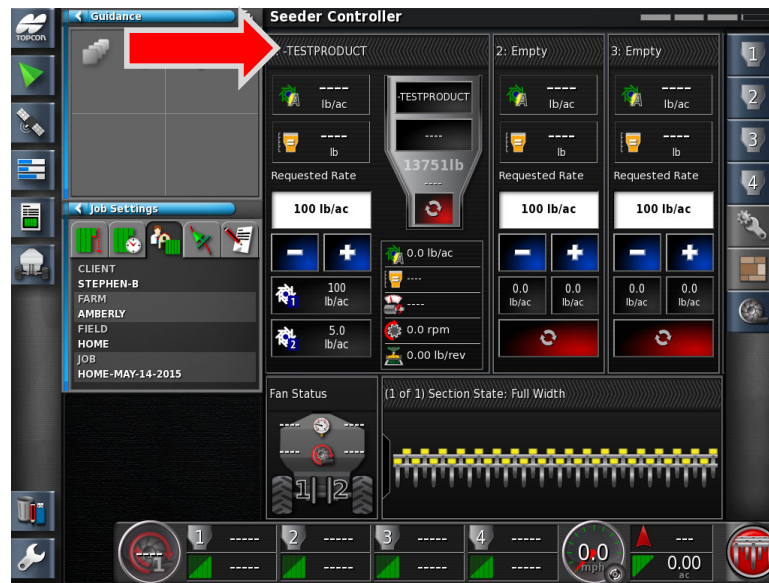 TOPCON
Guidance
Seeder Controller
-TESTPRODUCT
2: Empty
3: Empty
----
lb/ac
----
lb
Requested Rate
100 lb/ac
100
lb/ac
5.0
lb/ac
-TESTPRODUCT
----
13751lb
----
0.0 lb/ac
----
----
0.0 rpm
0.00 lb/rev
----
lb/ac
----
lb
Requested Rate
100 lb/ac
0.0
lb/ac
0.0
lb/ac
----
lb/ac
----
lb
Requested Rate
100 lb/ac
0.0
lb/ac
0.0
lb/ac
1
2
3
4
Job Settings
CLIENT
STEPHEN-B
FARM
AMBERLY
FIELD
HOME
JOB
HOME-MAY-14-2015
Fan Status
---- ----
---- ----
1 2
(1 of 1) Section State: Full Width
----
1
1 -----
-----
2 -----
-----
3 -----
-----
4 -----
-----
0.0
mph
---
0.00
ac